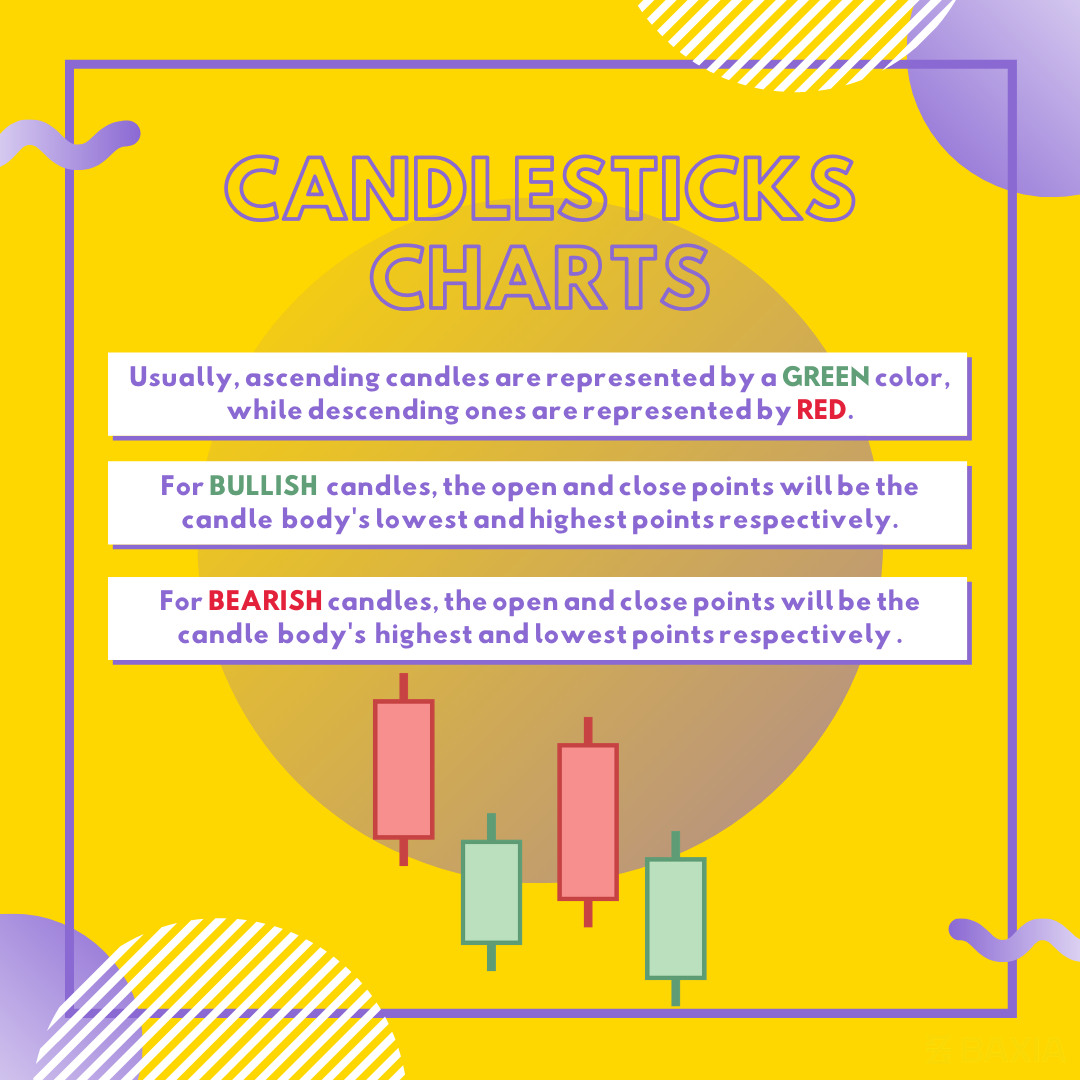 CANDLESTICKS
CHARTS
Usually, ascending candles are represented by a GREEN color,
while descending ones are represented by RED.
For BULLISH candles, the open and close points will be the
candle body's lowest and highest points respectively.
For BEARISH candles, the open and close points will be the
candle body's highest and lowest points respectively .